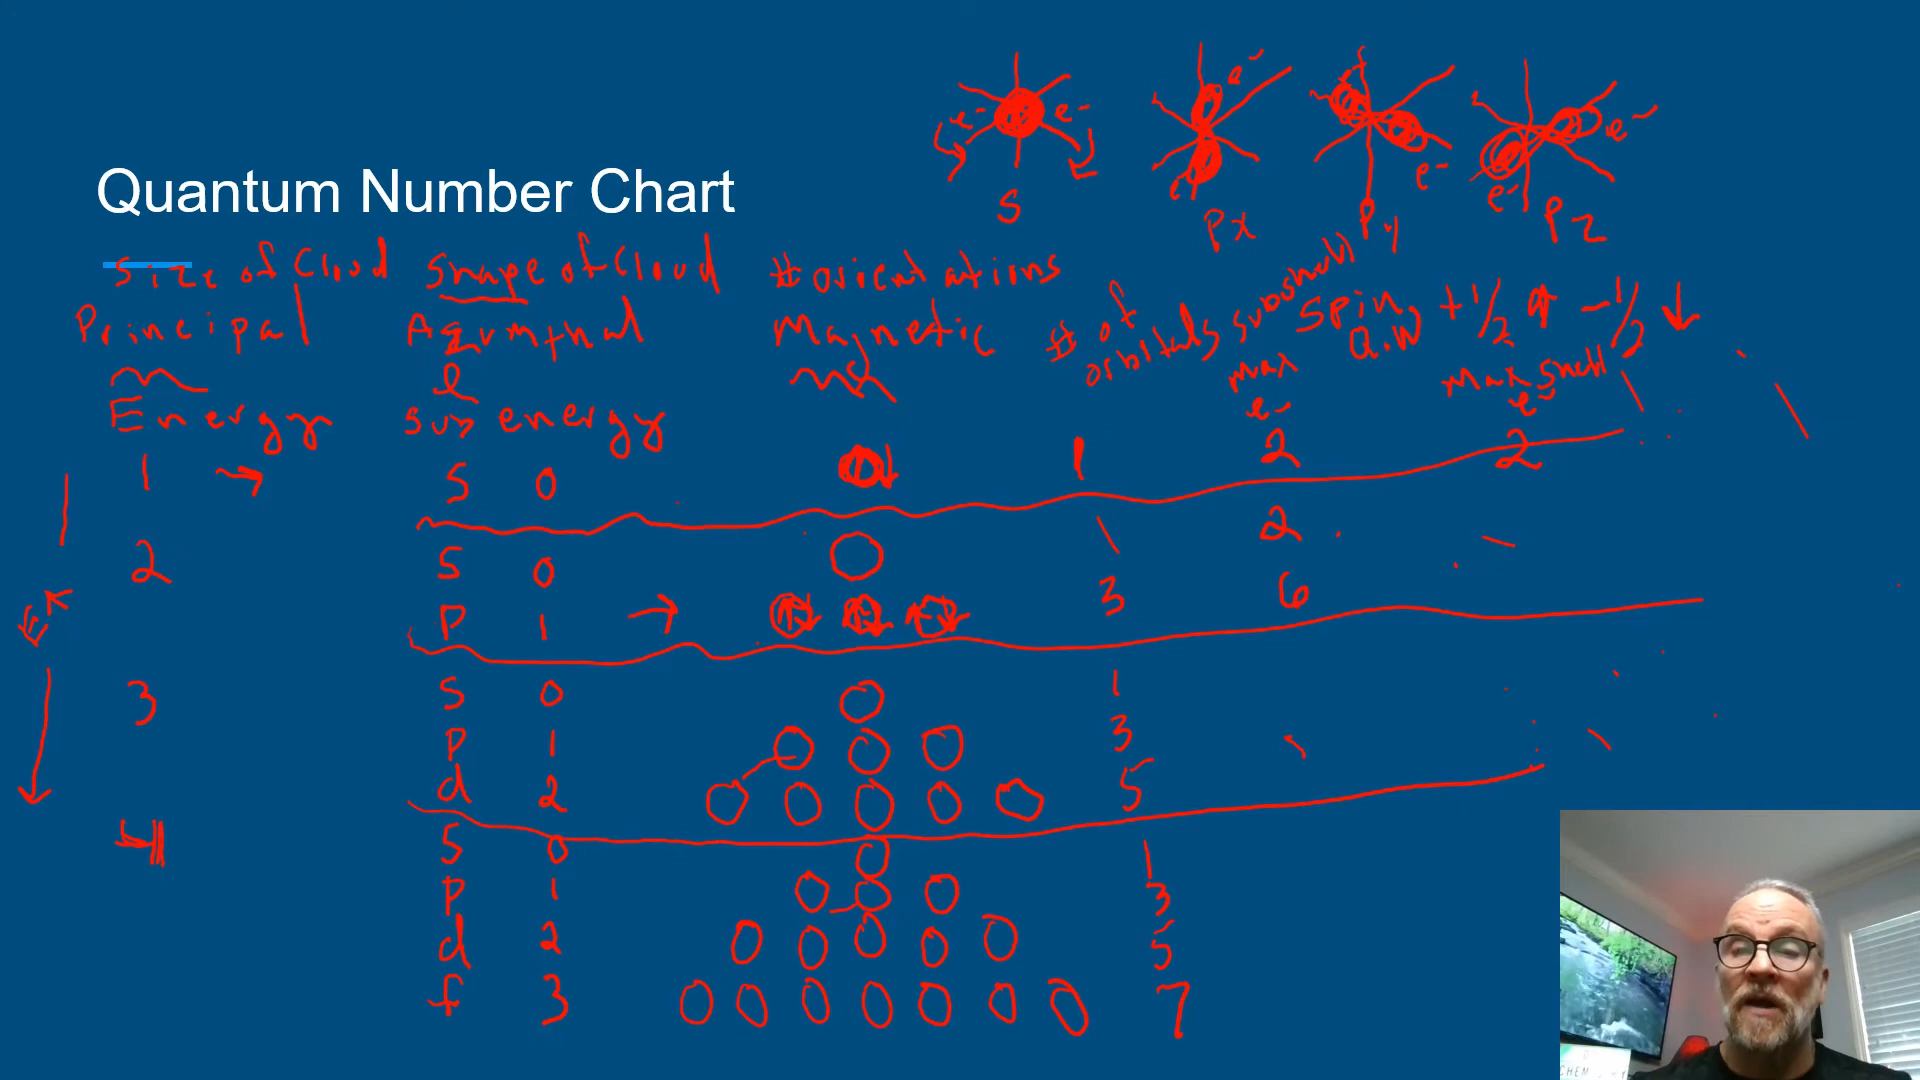 Quantum Number Chart
e- e- S
e- Px
e- Py
e- e- Pz
Size of Cloud Shape of Cloud # orientations
Principal Azumthal Magnetic # of orbitals subshell Spin Q.N +1/2 -1/2
l max e- max shell e-
Energy sub energy
1 S 0 1 2 2
2 S 0 1 2
P 1 3 6
3 S 0 1
P 1 3
d 2 5
4 S 0 1
P 1 3
d 2 5
f 3 7
CHEM